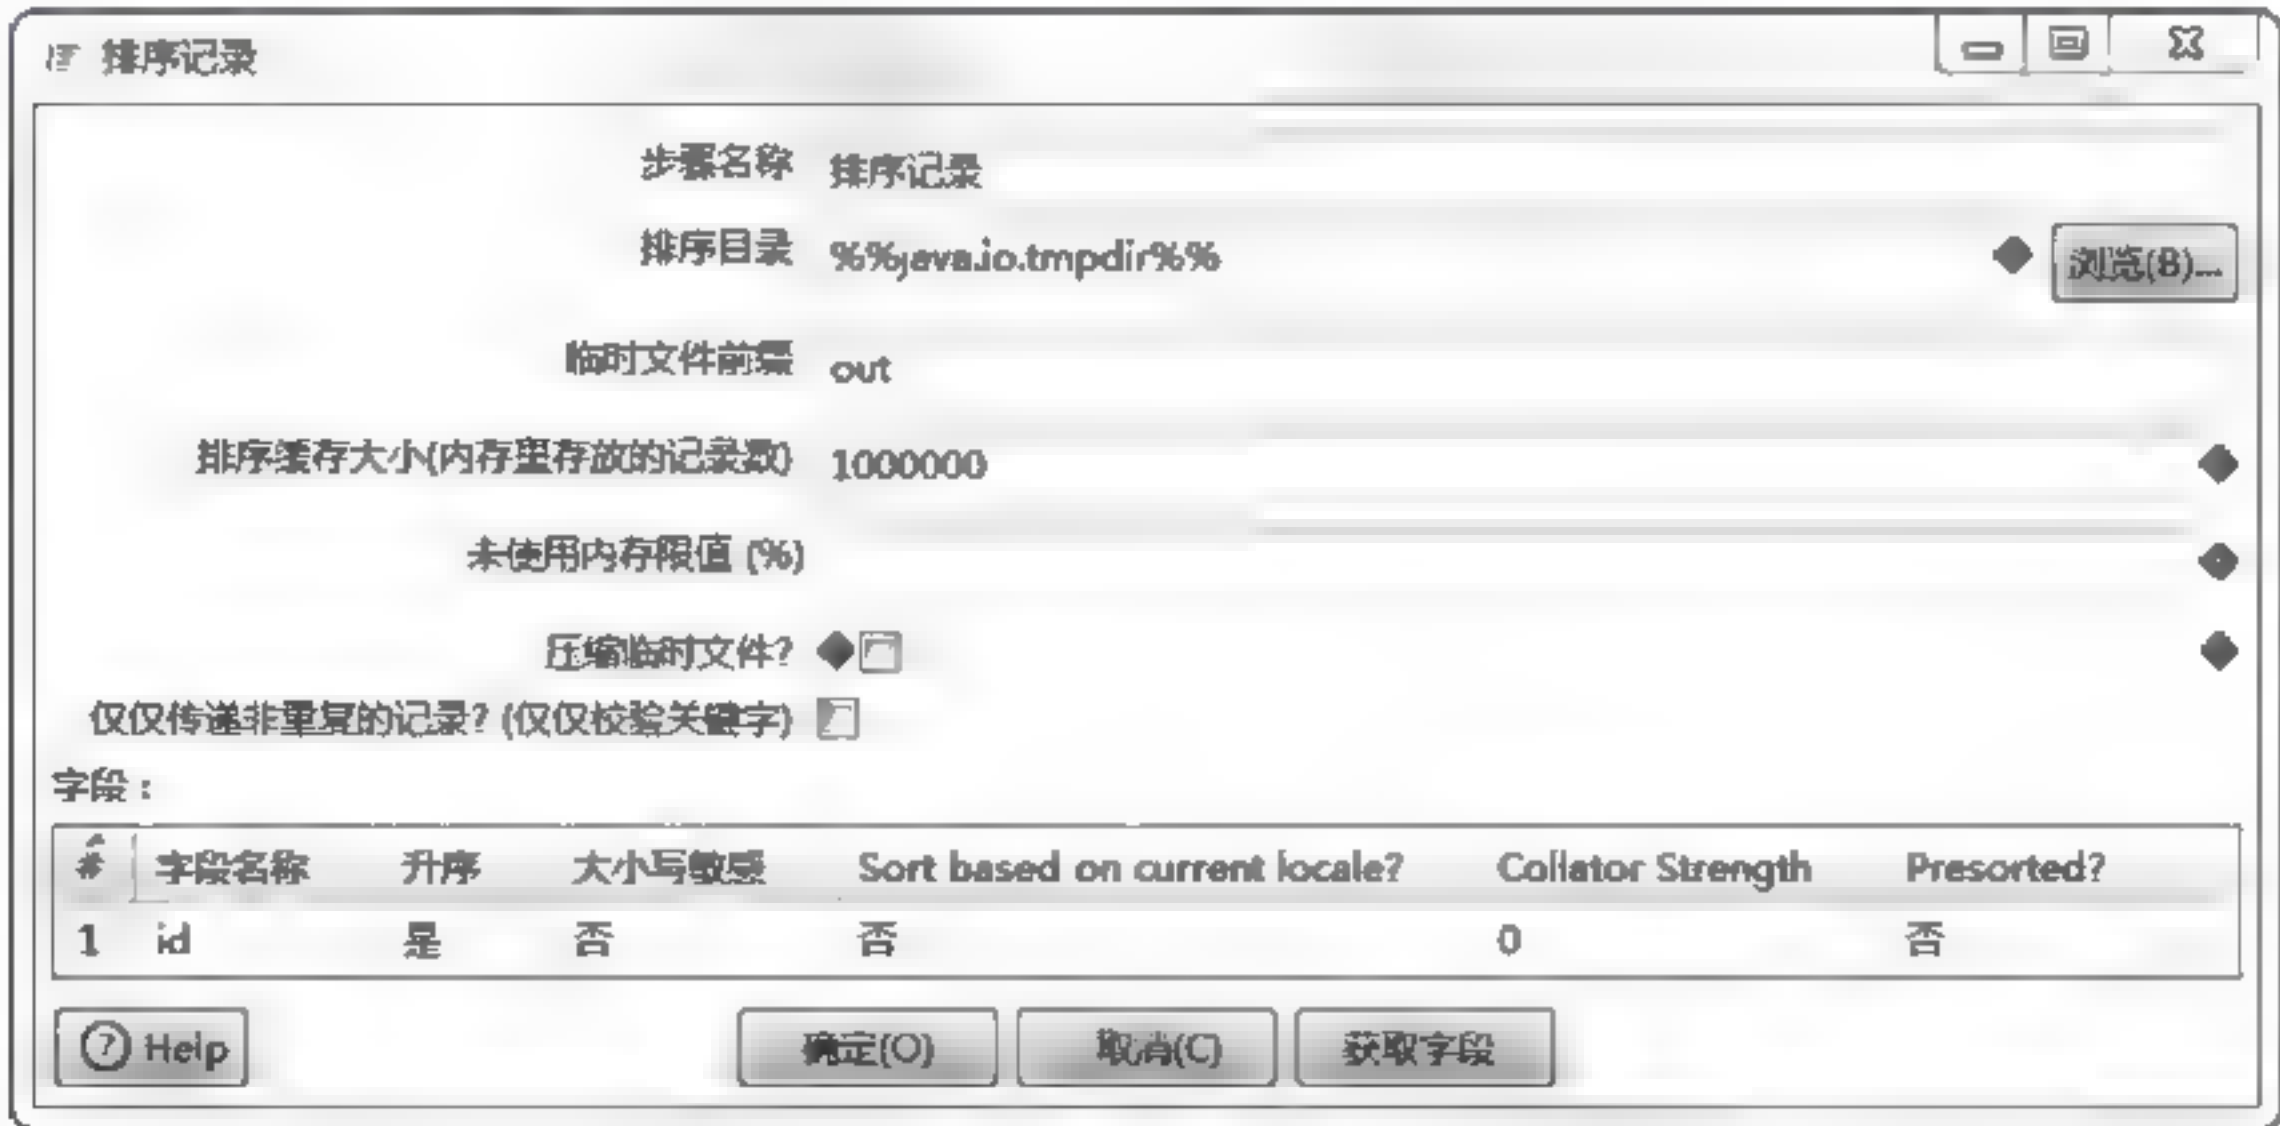 排序记录
步骤名称 排序记录
排序目录 %%java.io.tmpdir%% 浏览(B)...
临时文件前缀 out
排序缓存大小(内存里存放的记录数) 1000000
未使用内存限值 (%)
压缩临时文件?
仅仅传递非重复的记录? (仅仅校验关键字)
字段：
# 字段名称 升序 大小写敏感 Sort based on current locale? Collator Strength Presorted?
1 id 是 否 否 0 否
Help 确定(O) 取消(C) 获取字段